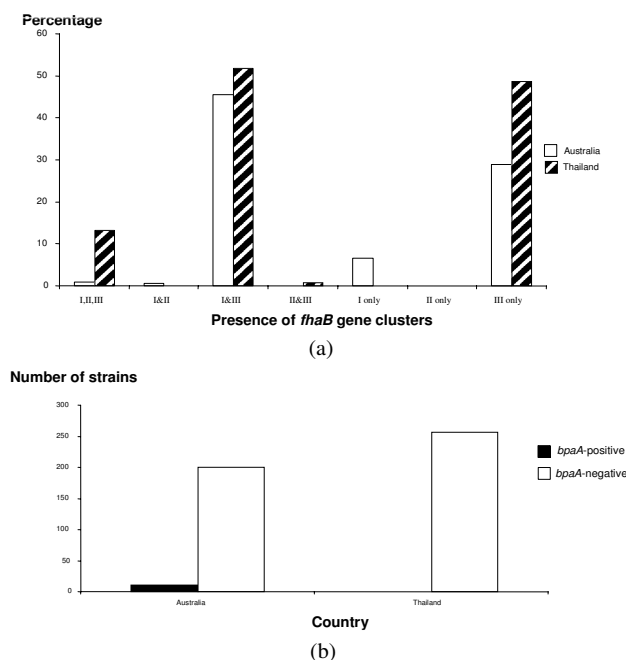 Percentage
60
50
40
30
20
10
0
I,II,III I&II I&III II&III I only II only III only
Presence of fhaB gene clusters
Australia
Thailand
(a)
Number of strains
300
250
200
150
100
50
0
Australia Thailand
Country
bpaA-positive
bpaA-negative
(b)